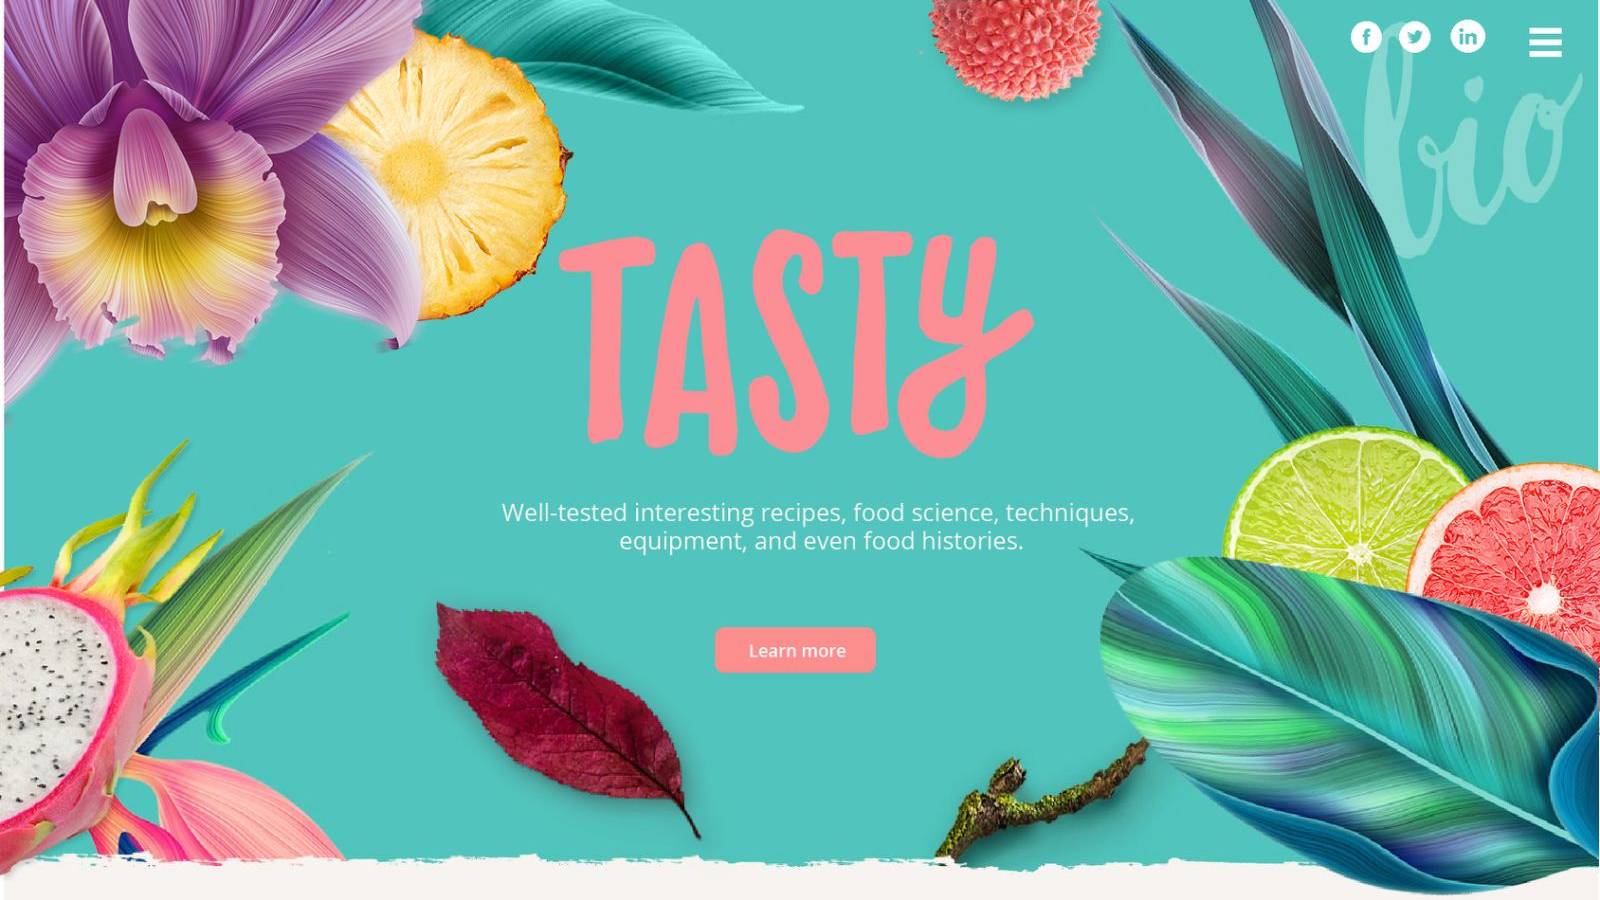 bio
TASTY
Well-tested interesting recipes, food science, techniques,
equipment, and even food histories.
Learn more